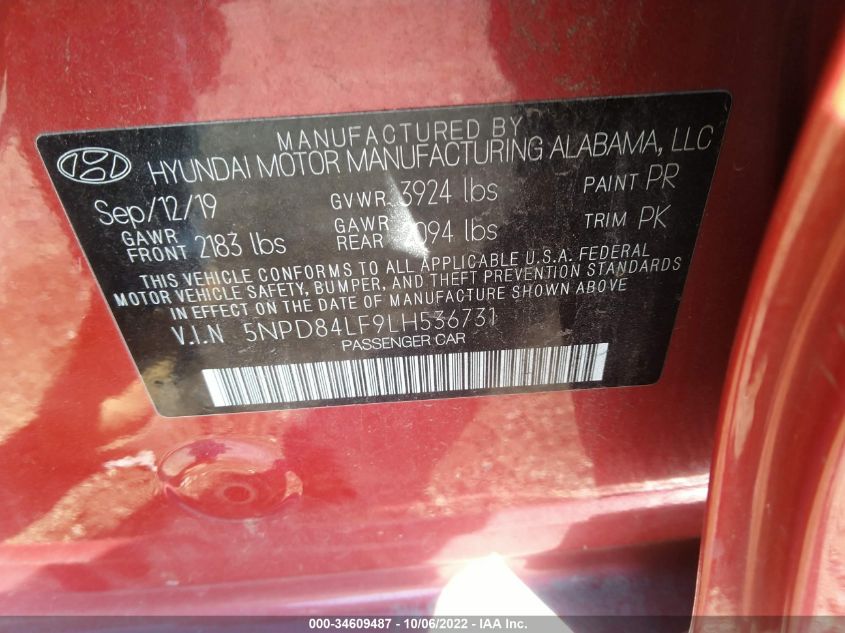 MANUFACTURED BY
HYUNDAI MOTOR MANUFACTURING ALABAMA, LLC
Sep/12/19 GVWR 3924 lbs PAINT PR
GAWR FRONT 2183 lbs GAWR REAR 2094 lbs TRIM PK
THIS VEHICLE CONFORMS TO ALL APPLICABLE U.S.A. FEDERAL
MOTOR VEHICLE SAFETY, BUMPER, AND THEFT PREVENTION STANDARDS
IN EFFECT ON THE DATE OF MANUFACTURE SHOWN ABOVE.
V.I.N 5NPD84LF9LH536731
PASSENGER CAR
000-34609487 - 10/06/2022 - IAA Inc.